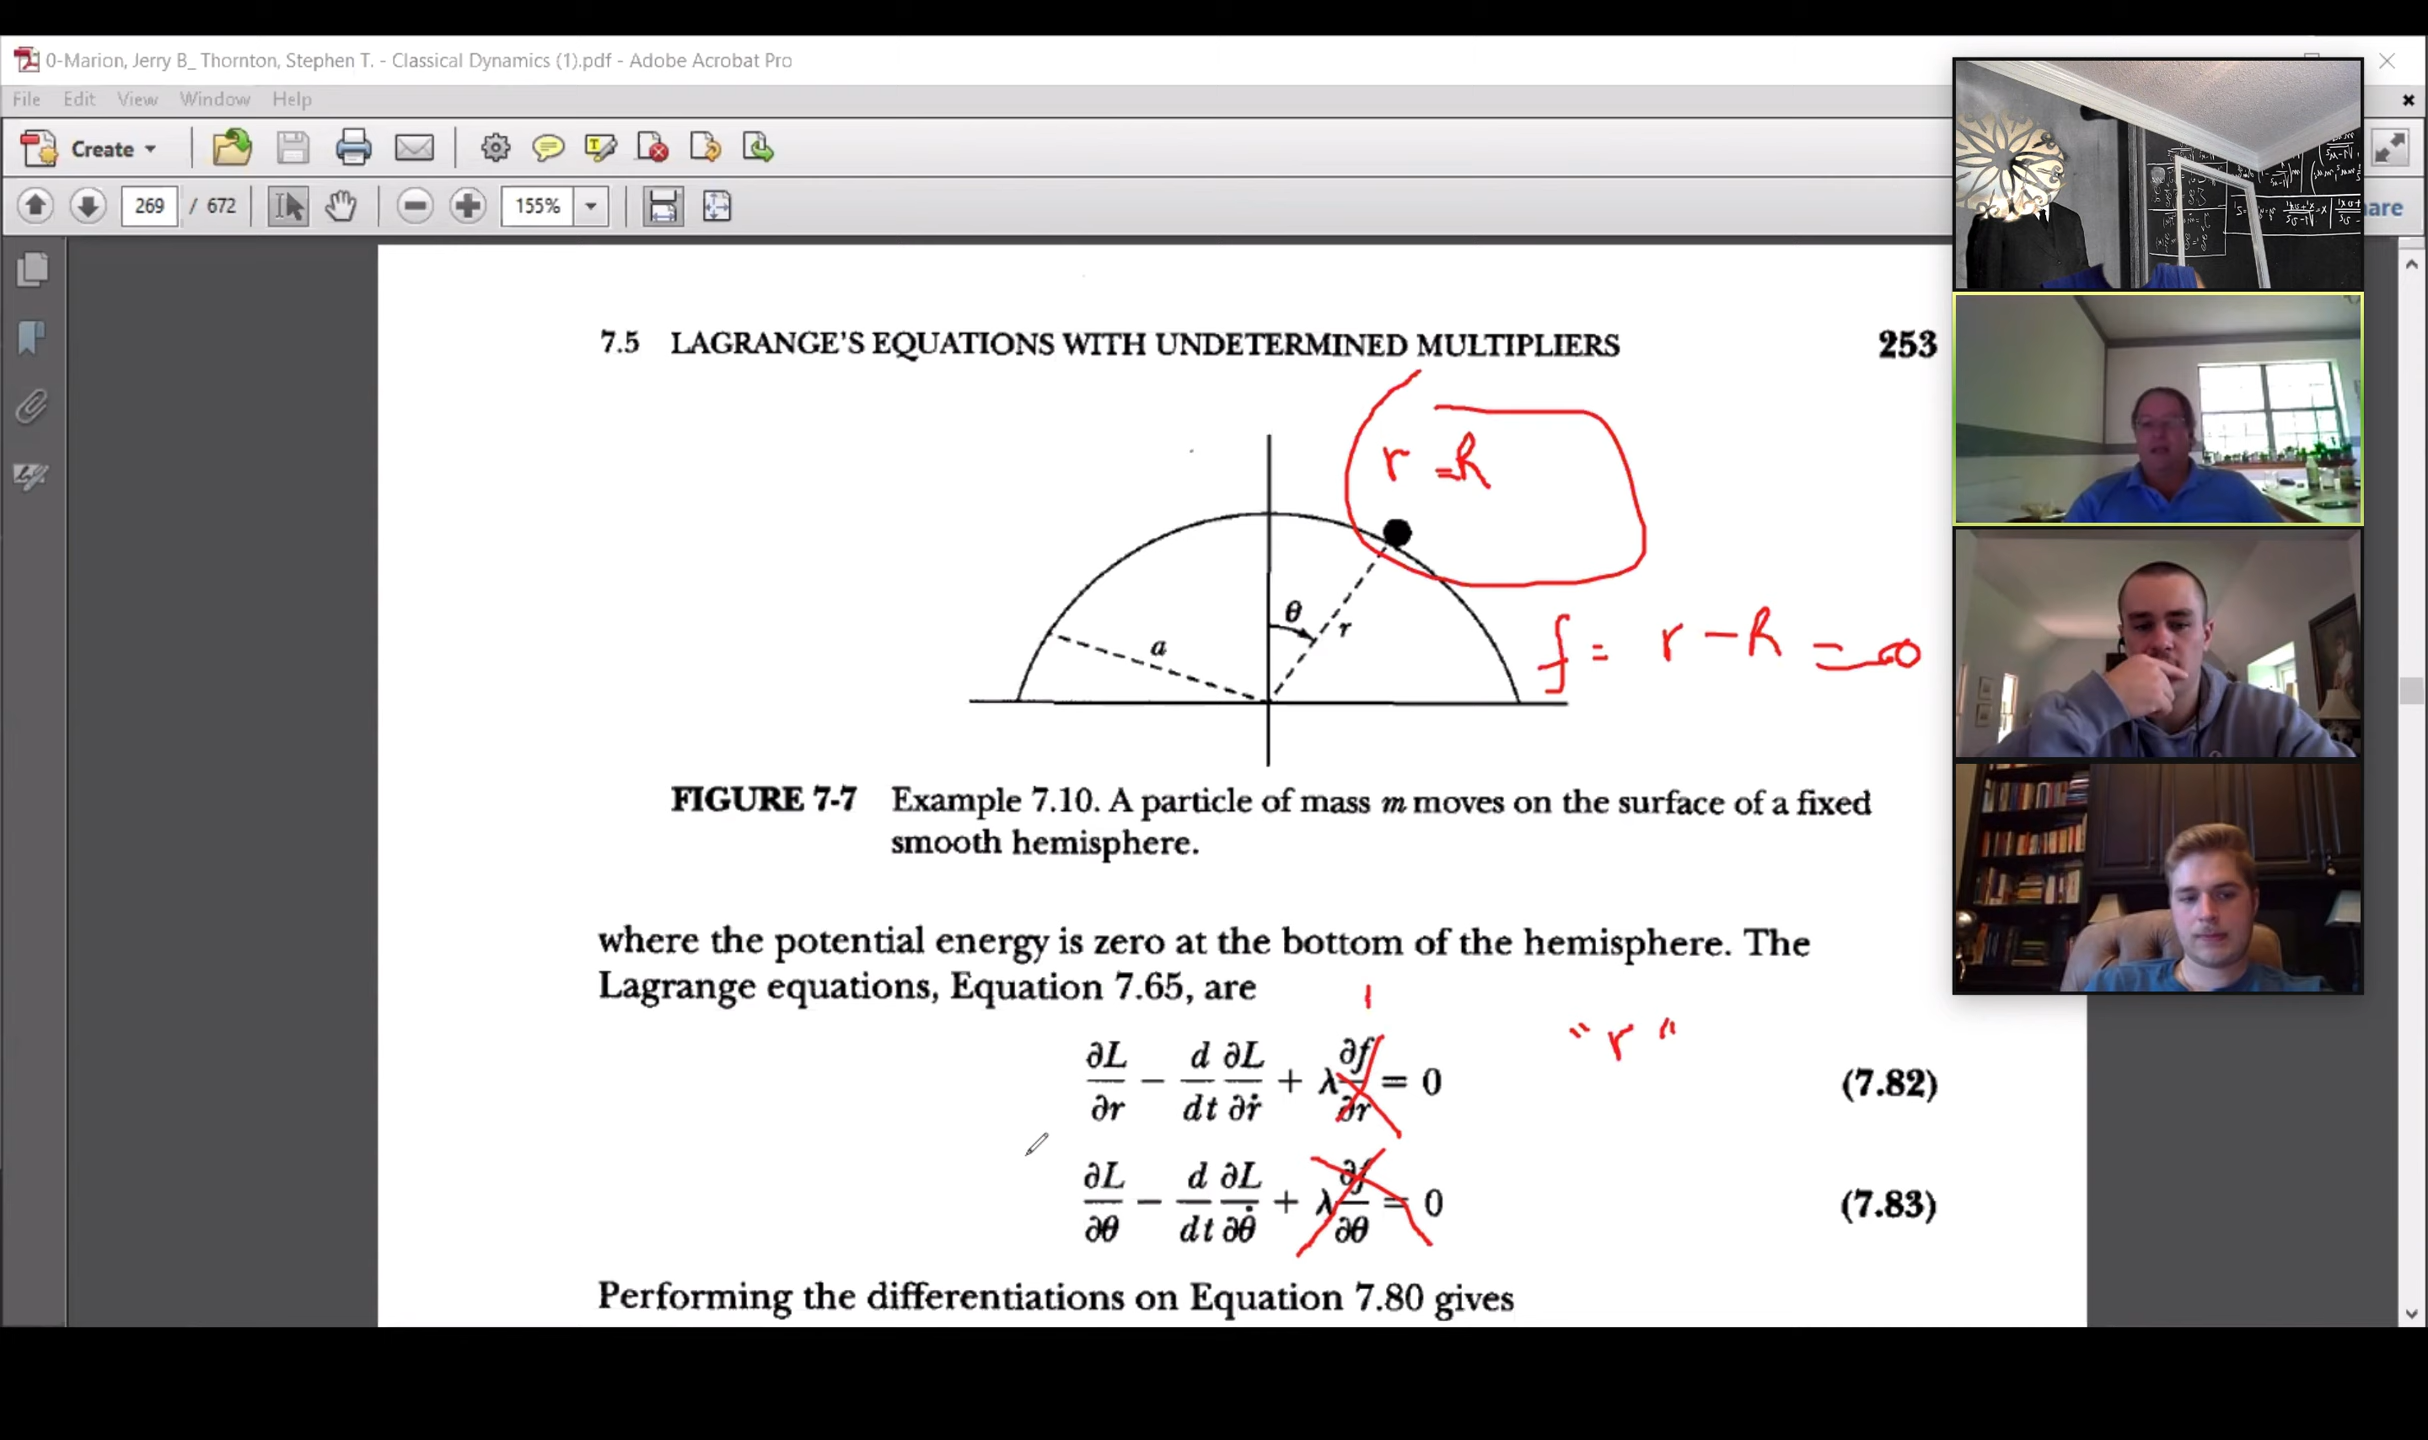 0-Marion, Jerry B_ Thornton, Stephen T. - Classical Dynamics (1).pdf - Adobe Acrobat Pro
File Edit View Window Help
Create
269 / 672 155% are
7.5 LAGRANGE'S EQUATIONS WITH UNDETERMINED MULTIPLIERS 253
r = R
θ
r
a
f = r - R = 0
FIGURE 7-7 Example 7.10. A particle of mass m moves on the surface of a fixed
smooth hemisphere.
where the potential energy is zero at the bottom of the hemisphere. The
Lagrange equations, Equation 7.65, are
1
"r"
∂L/∂r − d/dt ∂L/∂ṙ + λ ∂f/∂r = 0 (7.82)
∂L/∂θ − d/dt ∂L/∂θ̇ + λ ∂f/∂θ = 0 (7.83)
Performing the differentiations on Equation 7.80 gives